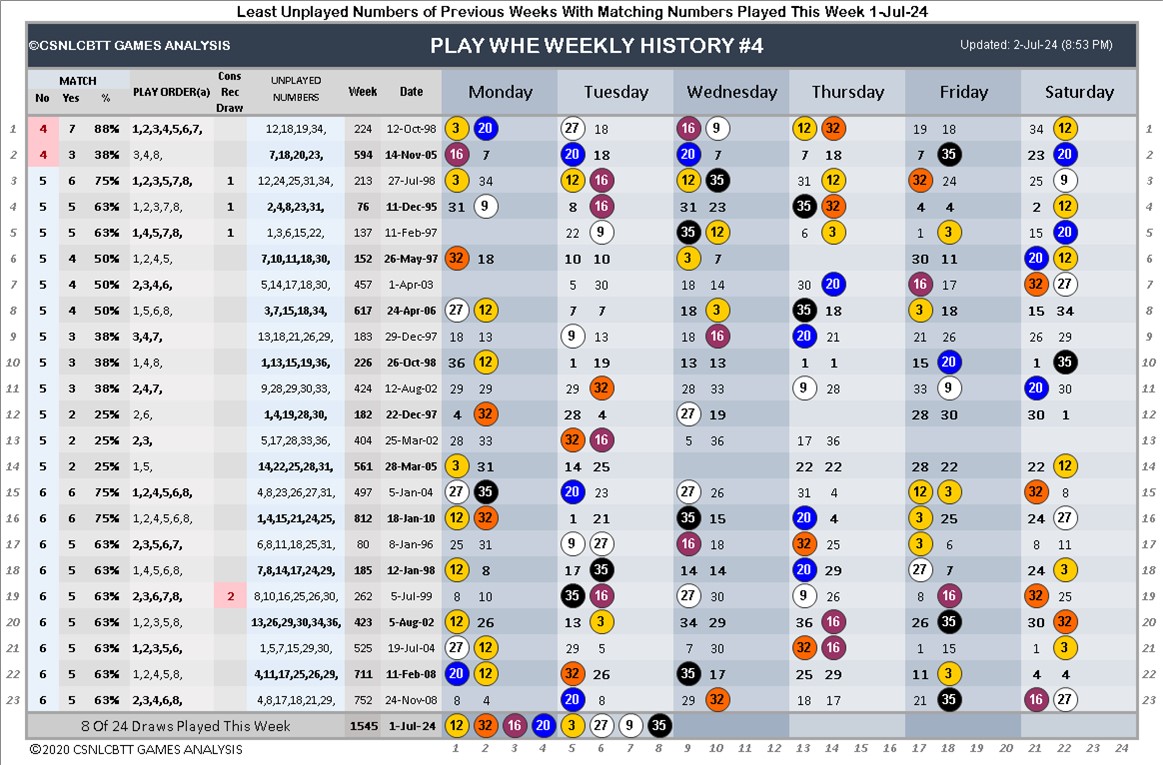 Least Unplayed Numbers of Previous Weeks With Matching Numbers Played This Week 1-Jul-24
©CSNLCBTT GAMES ANALYSIS PLAY WHE WEEKLY HISTORY #4 Updated: 2-Jul-24 (8:53 PM)
MATCH PLAY ORDER(a) Cons Rec Draw UNPLAYED NUMBERS Week Date Monday Tuesday Wednesday Thursday Friday Saturday
No Yes %
1 4 7 88% 1,2,3,4,5,6,7, 12,18,19,34, 224 12-Oct-98 3 20 27 18 16 9 12 14 19 18 34 12 1
2 4 3 38% 3,4,8, 7,18,20,23, 594 14-Nov-05 16 7 20 18 20 7 7 18 7 35 23 20 2
3 5 6 75% 1,2,3,5,7,8, 1 12,24,25,31,34, 213 27-Jul-98 3 34 12 16 12 35 31 12 32 24 25 9 3
4 5 5 63% 1,2,3,7,8, 1 2,4,8,23,31, 76 11-Dec-95 31 9 8 16 31 23 35 32 4 4 2 12 4
5 5 5 63% 1,4,5,7,8, 1 1,3,6,15,22, 137 11-Feb-97 22 9 35 12 6 3 1 3 15 20 5
6 5 4 50% 1,2,4,5, 7,10,11,18,30, 152 26-May-97 32 18 10 10 3 7 30 11 20 12 6
7 5 4 50% 2,3,4,6, 5,14,17,18,30, 457 1-Apr-03 5 30 18 14 30 20 16 17 32 27 7
8 5 4 50% 1,5,6,8, 3,7,15,18,34, 617 24-Apr-06 27 12 7 7 18 3 35 18 3 18 15 34 8
9 5 3 38% 3,4,7, 13,18,21,26,29, 183 29-Dec-97 18 13 9 13 18 16 20 21 21 26 26 29 9
10 5 3 38% 1,4,8, 1,13,15,19,36, 226 26-Oct-98 36 12 1 19 13 13 1 1 15 20 1 35 10
11 5 3 38% 2,4,7, 9,28,29,30,33, 424 12-Aug-02 29 29 29 32 28 33 9 28 33 9 20 30 11
12 5 2 25% 2,6, 1,4,19,28,30, 182 22-Dec-97 4 32 28 4 27 19 28 30 30 1 12
13 5 2 25% 2,3, 5,17,28,33,36, 404 25-Mar-02 28 33 32 16 5 36 17 36 13
14 5 2 25% 1,5, 14,22,25,28,31, 561 28-Mar-05 3 31 14 25 22 22 28 22 22 12 14
15 6 6 75% 1,2,4,5,6,8, 4,8,23,26,27,31, 497 5-Jan-04 27 35 20 23 27 26 31 4 12 3 32 8 15
16 6 6 75% 1,2,4,5,6,8, 1,4,15,21,24,25, 812 18-Jan-10 12 32 1 21 35 15 20 4 3 25 24 27 16
17 6 5 63% 2,3,5,6,7, 6,8,11,18,25,31, 80 8-Jan-96 25 31 9 27 16 18 32 25 3 6 8 11 17
18 6 5 63% 1,4,5,6,8, 7,8,14,17,24,29, 185 12-Jan-98 12 8 17 35 14 14 20 29 27 7 24 3 18
19 6 5 63% 2,3,6,7,8, 2 8,10,16,25,26,30, 262 5-Jul-99 8 10 35 16 27 30 9 26 8 16 32 25 19
20 6 5 63% 1,2,3,5,8, 13,26,29,30,34,36, 423 5-Aug-02 12 26 13 3 34 29 36 16 26 35 30 32 20
21 6 5 63% 1,2,3,5,6, 1,5,7,15,29,30, 525 19-Jul-04 27 12 29 5 7 30 32 16 1 15 1 3 21
22 6 5 63% 1,2,4,5,8, 4,11,17,25,26,29, 711 11-Feb-08 20 12 32 26 35 17 25 29 11 3 4 4 22
23 6 5 63% 2,3,4,6,8, 4,8,17,18,21,29, 752 24-Nov-08 8 4 20 8 29 32 18 17 21 35 16 27 23
8 Of 24 Draws Played This Week 1545 1-Jul-24 12 32 16 20 3 27 9 35
©2020 CSNLCBTT GAMES ANALYSIS 1 2 3 4 5 6 7 8 9 10 11 12 13 14 15 16 17 18 19 20 21 22 23 24